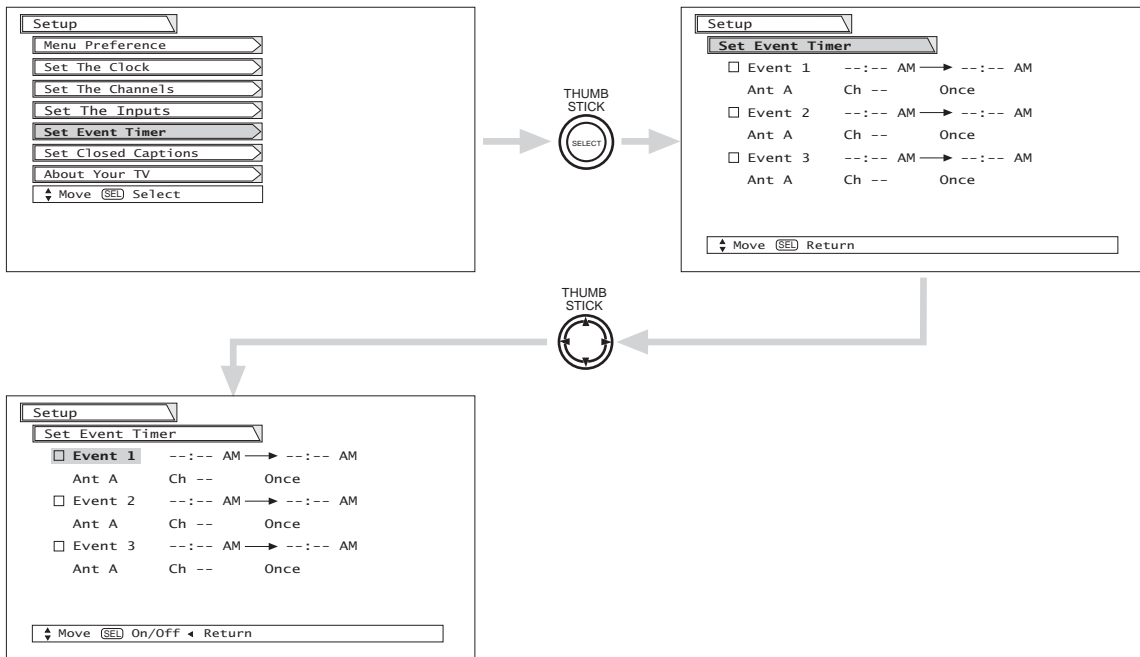 Setup
Menu Preference
Set The Clock
Set The Channels
Set The Inputs
Set Event Timer
Set Closed Captions
About Your TV
Move SEL Select
THUMB
STICK
SELECT
Setup
Set Event Timer
Event 1 --:-- AM --:-- AM
Ant A Ch -- Once
Event 2 --:-- AM --:-- AM
Ant A Ch -- Once
Event 3 --:-- AM --:-- AM
Ant A Ch -- Once
Move SEL Return
THUMB
STICK
Setup
Set Event Timer
Event 1 --:-- AM --:-- AM
Ant A Ch -- Once
Event 2 --:-- AM --:-- AM
Ant A Ch -- Once
Event 3 --:-- AM --:-- AM
Ant A Ch -- Once
Move SEL On/Off Return